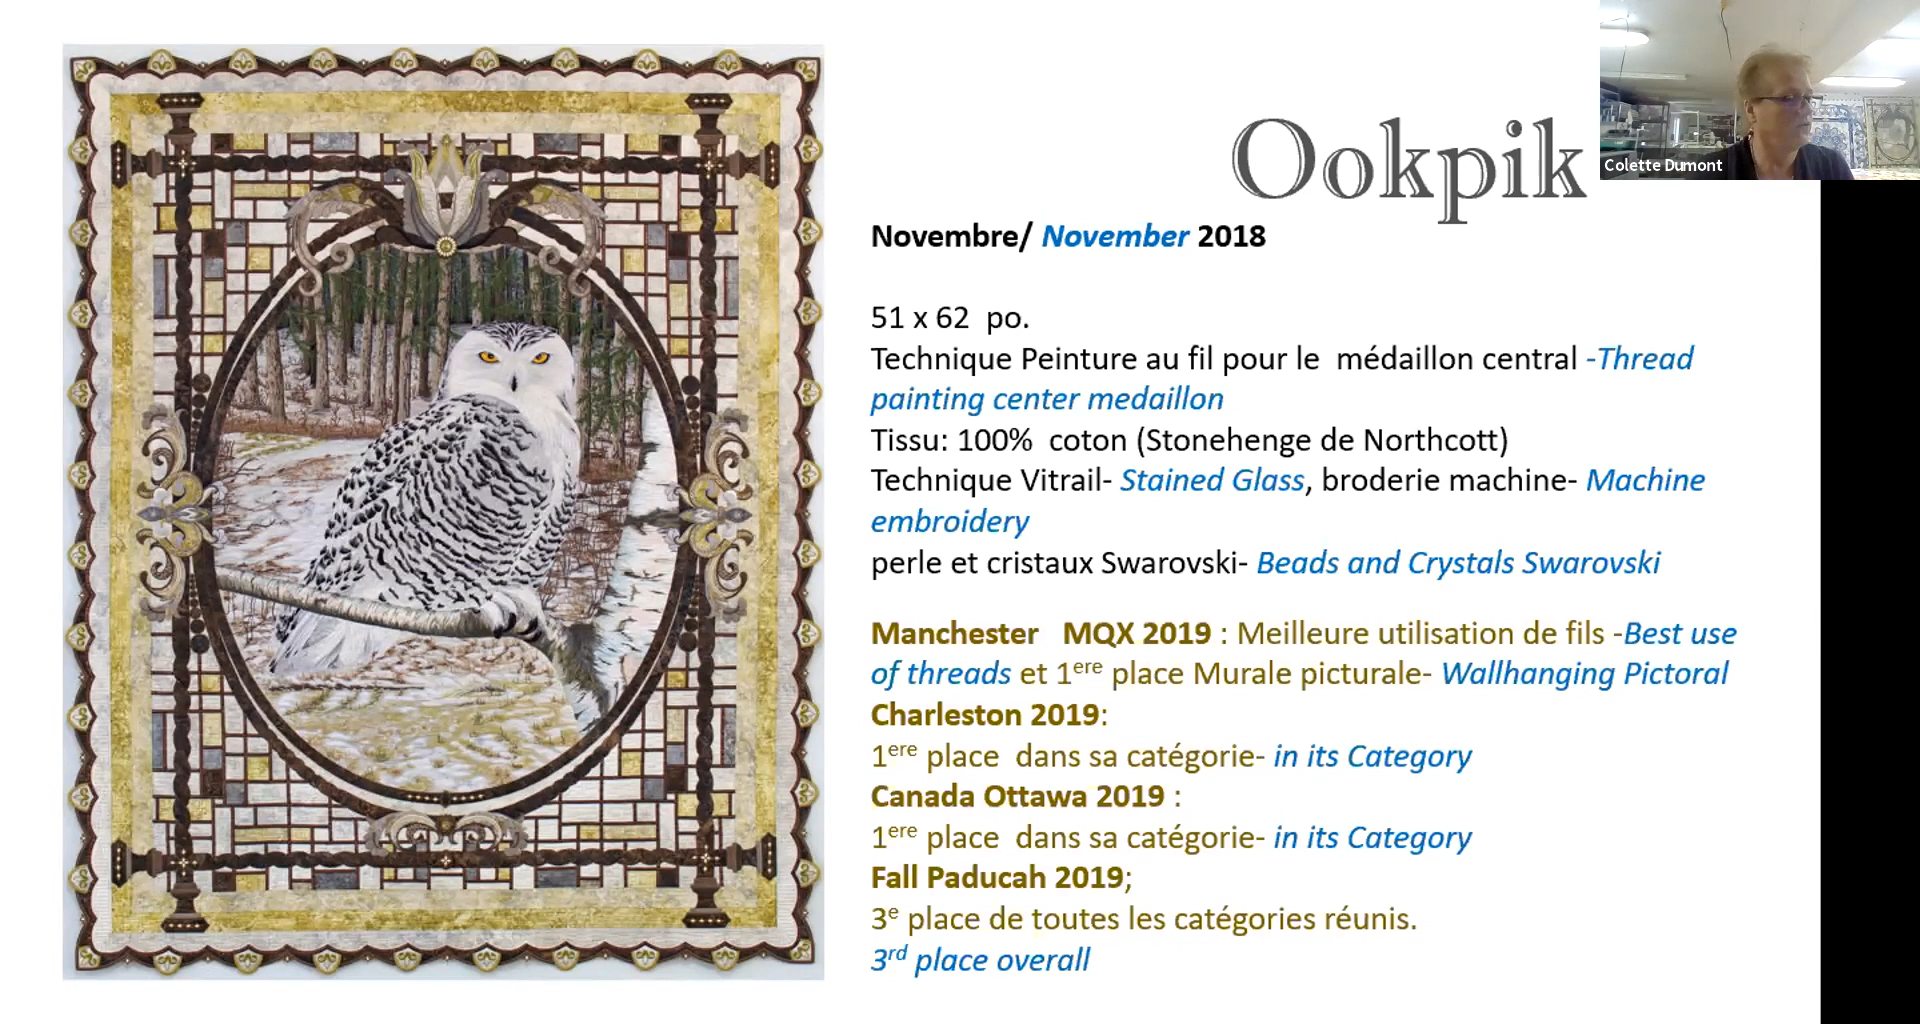 Ookpik
Colette Dumont
Novembre/ November 2018
51 x 62 po.
Technique Peinture au fil pour le médaillon central -Thread
painting center medaillon
Tissu: 100% coton (Stonehenge de Northcott)
Technique Vitrail- Stained Glass, broderie machine- Machine
embroidery
perle et cristaux Swarovski- Beads and Crystals Swarovski
Manchester MQX 2019 : Meilleure utilisation de fils -Best use
of threads et 1ere place Murale picturale- Wallhanging Pictoral
Charleston 2019:
1ere place dans sa catégorie- in its Category
Canada Ottawa 2019 :
1ere place dans sa catégorie- in its Category
Fall Paducah 2019;
3e place de toutes les catégories réunis.
3rd place overall